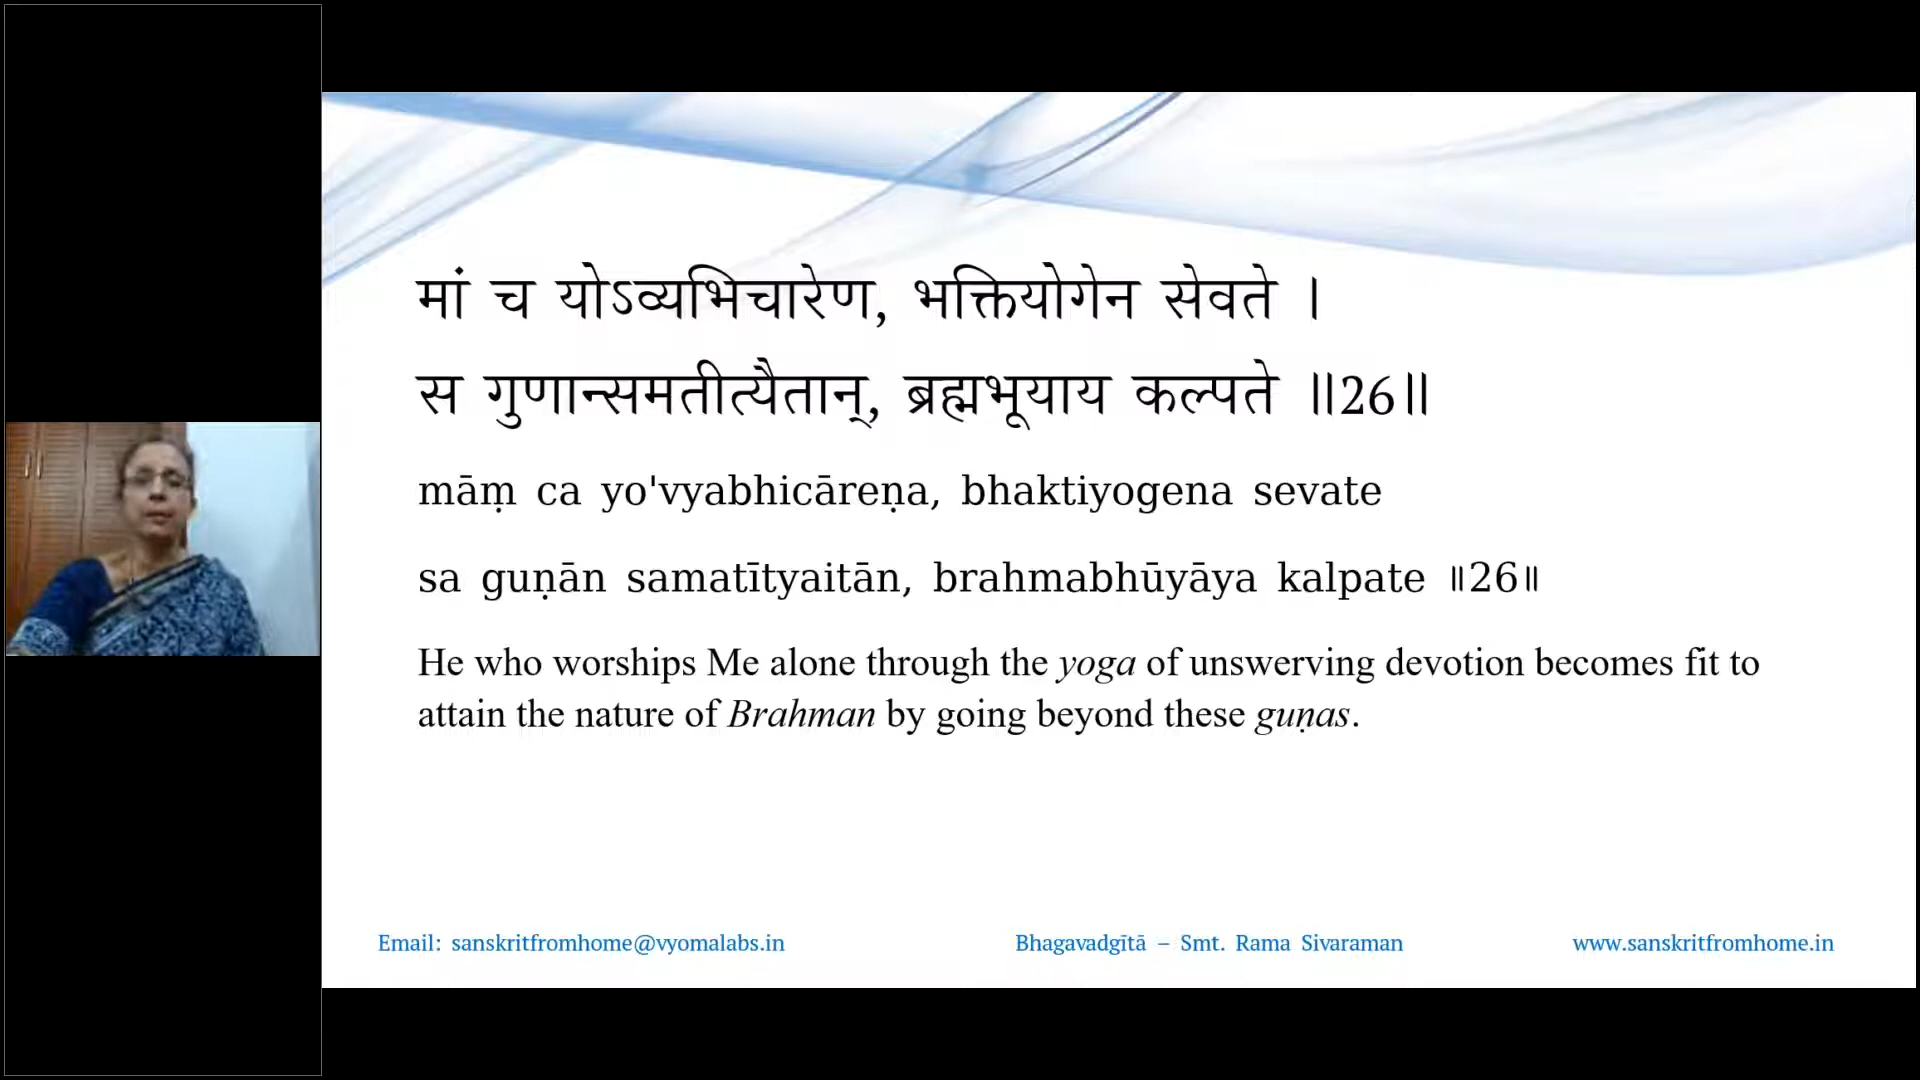 मां च योऽव्यभिचारेण, भक्तियोगेन सेवते ।
स गुणान्समतीत्यैतान्, ब्रह्मभूयाय कल्पते ॥26॥
māṃ ca yo'vyabhicāreṇa, bhaktiyogena sevate
sa guṇān samatītyaitān, brahmabhūyāya kalpate ॥26॥
He who worships Me alone through the yoga of unswerving devotion becomes fit to
attain the nature of Brahman by going beyond these guṇas.
Email: sanskritfromhome@vyomalabs.in Bhagavadgītā – Smt. Rama Sivaraman www.sanskritfromhome.in